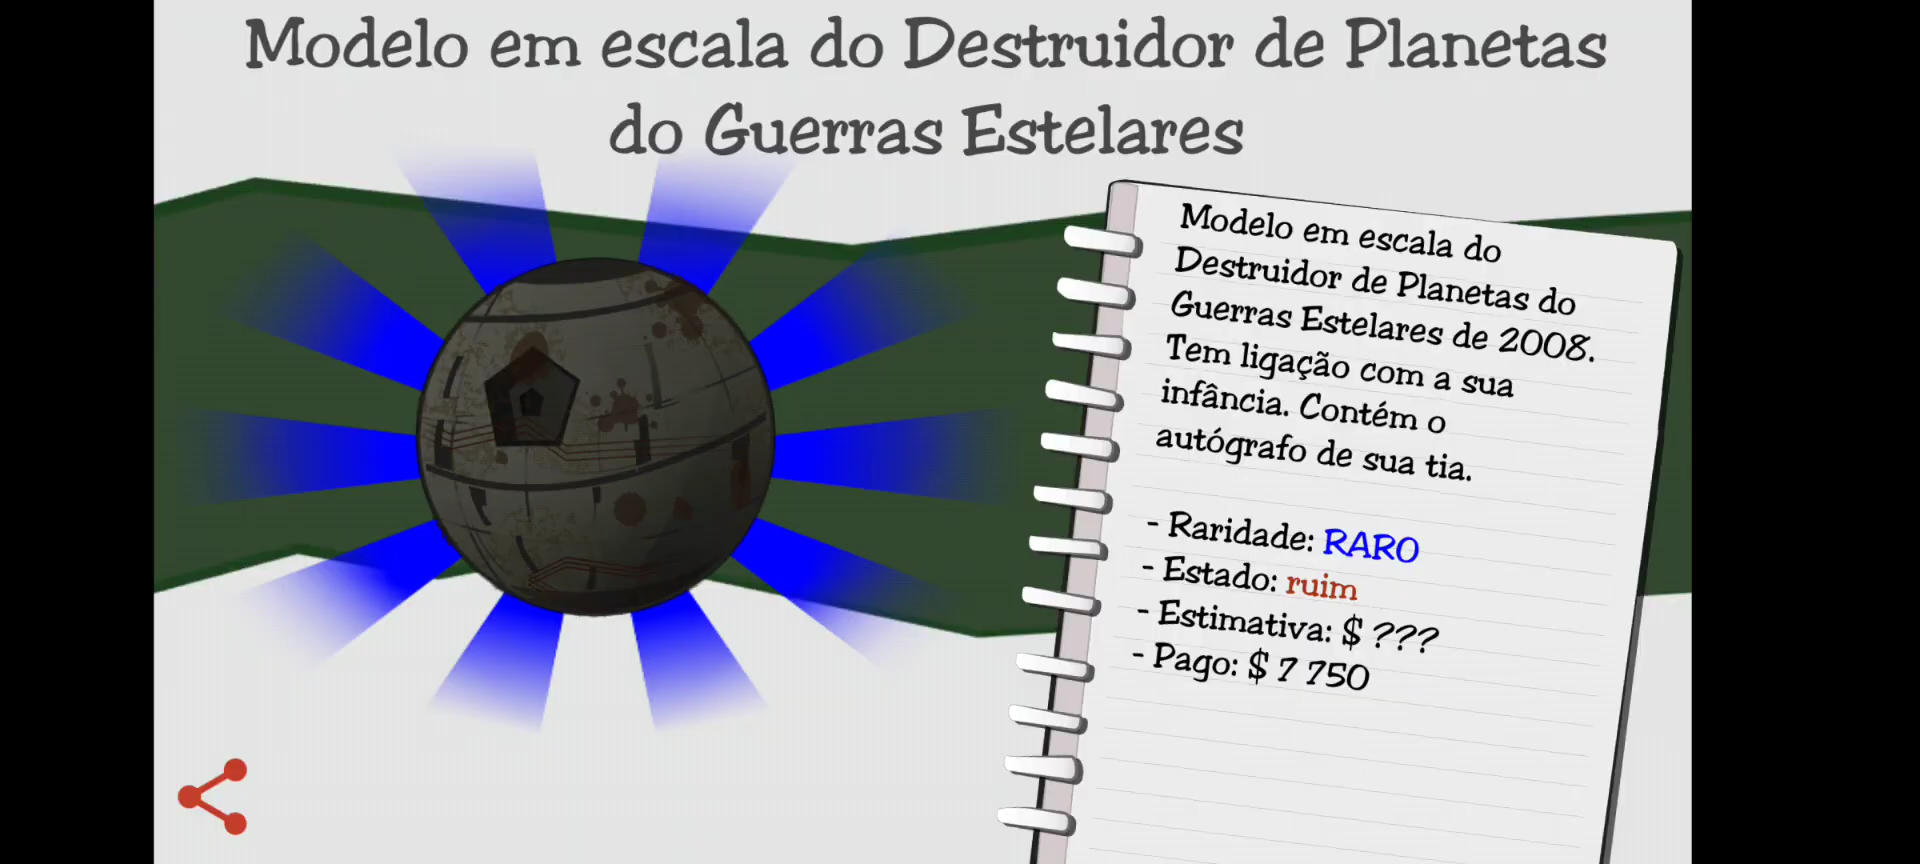 Modelo em escala do Destruidor de Planetas
do Guerras Estelares
Modelo em escala do
Destruidor de Planetas do
Guerras Estelares de 2008.
Tem ligação com a sua
infância. Contém o
autógrafo de sua tia.
- Raridade: RARO
- Estado: ruim
- Estimativa: $ ???
- Pago: $ 7 750